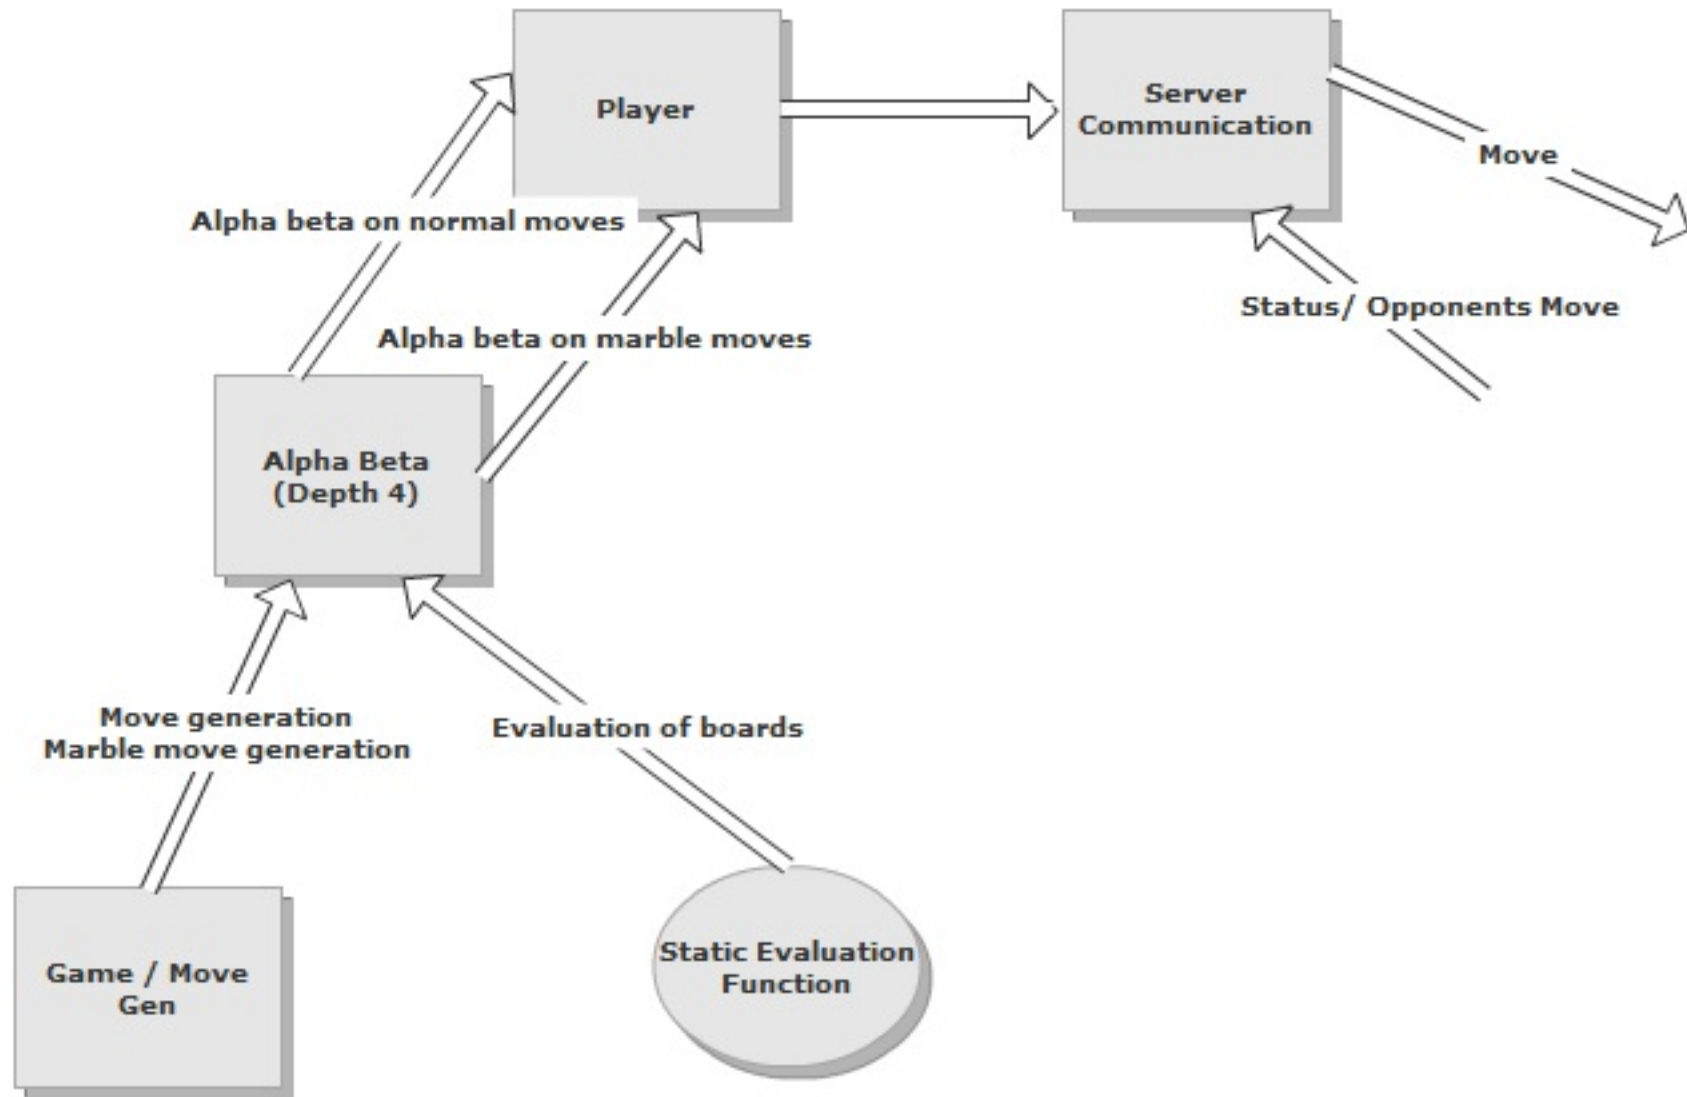 Player
Server
Communication
Move
Alpha beta on normal moves
Status/ Opponents Move
Alpha beta on marble moves
Alpha Beta
(Depth 4)
Move generation
Marble move generation
Evaluation of boards
Static Evaluation
Function
Game / Move
Gen